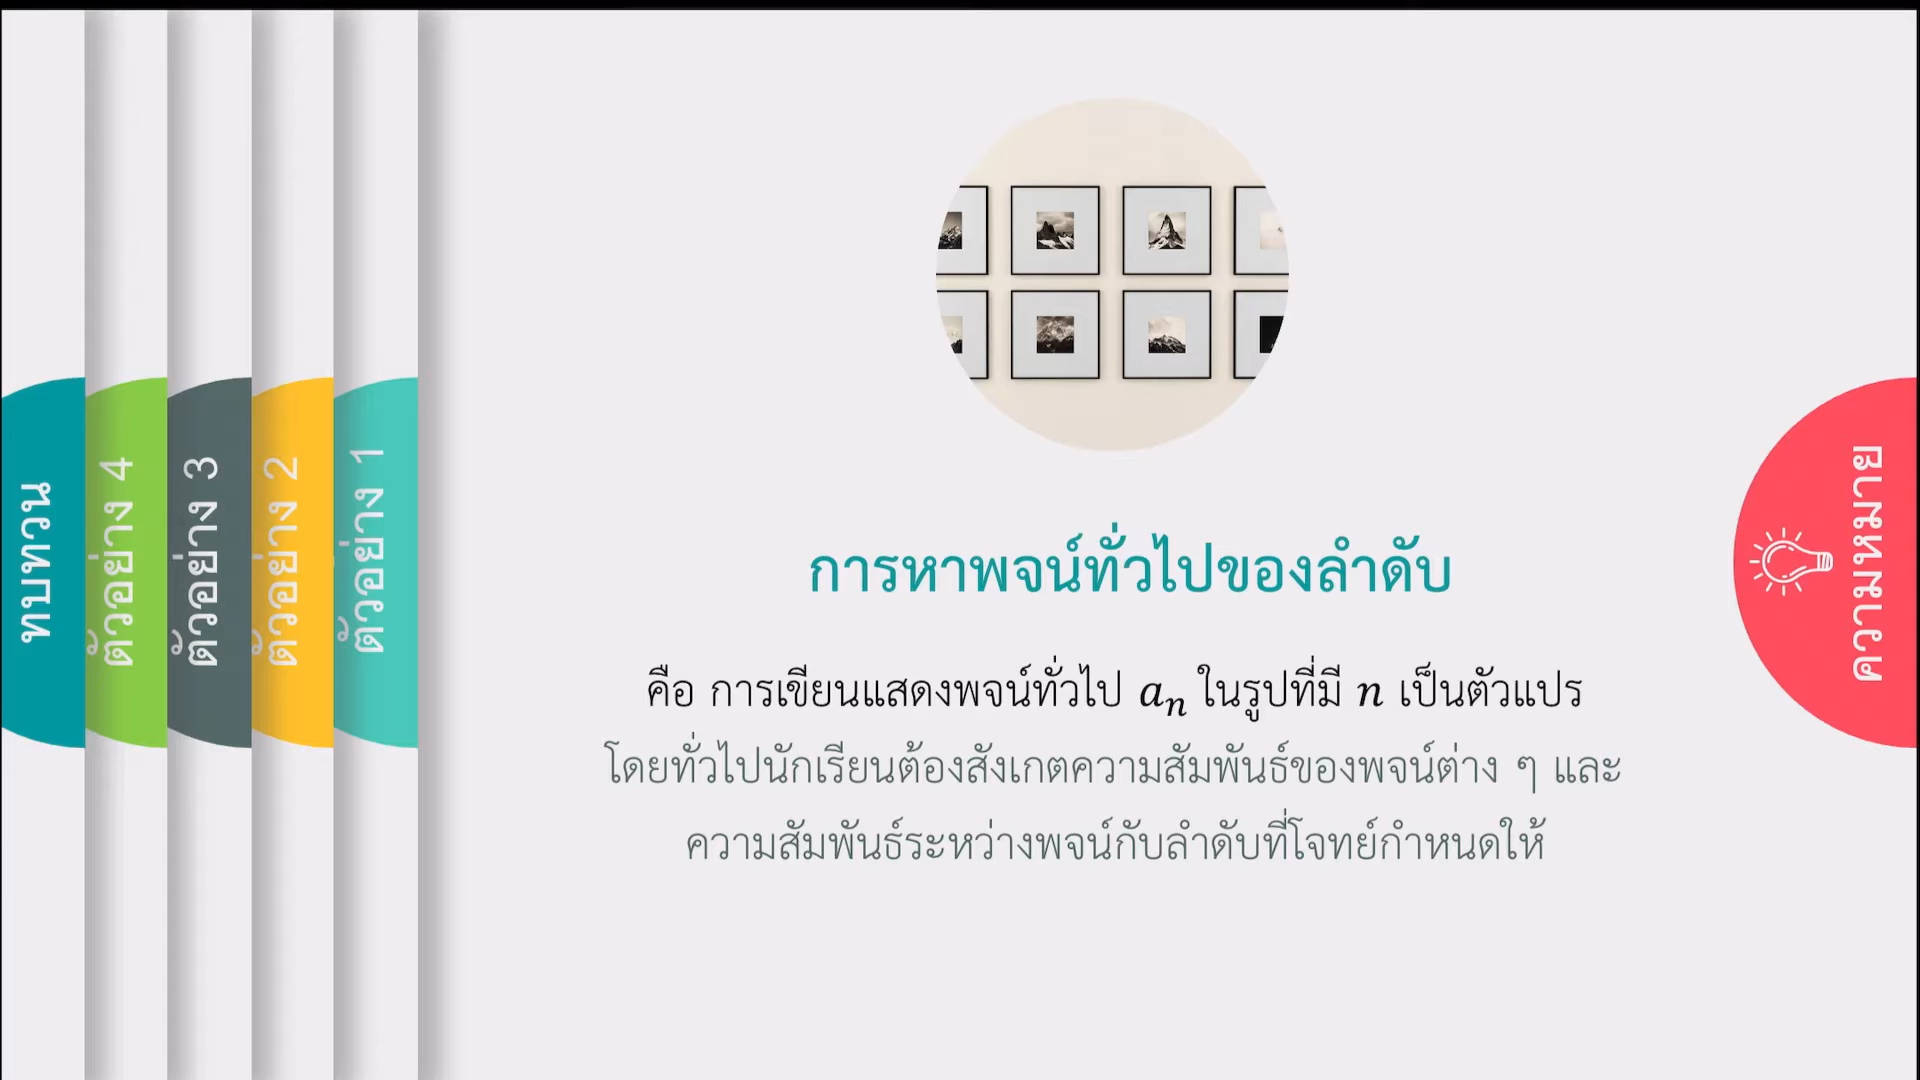 ทบทวน
ตัวอย่าง 4
ตัวอย่าง 3
ตัวอย่าง 2
ตัวอย่าง 1
การหาพจน์ทั่วไปของลำดับ
คือ การเขียนแสดงพจน์ทั่วไป aₙ ในรูปที่มี n เป็นตัวแปร
โดยทั่วไปนักเรียนต้องสังเกตความสัมพันธ์ของพจน์ต่าง ๆ และ
ความสัมพันธ์ระหว่างพจน์กับลำดับที่โจทย์กำหนดให้
ความหมาย